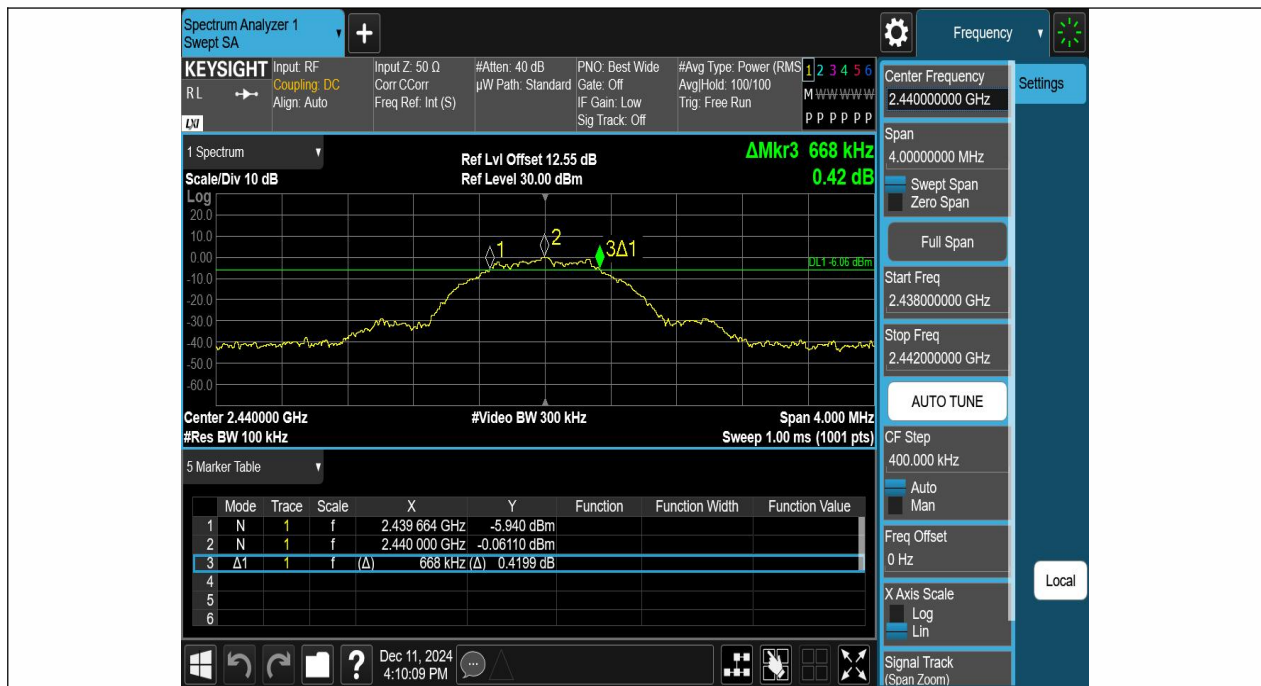 Spectrum Analyzer 1
Swept SA
+
Frequency
KEYSIGHT
RL
LXI
Input: RF
Coupling: DC
Align: Auto
Input Z: 50 Ω
Corr CCorr
Freq Ref: Int (S)
#Atten: 40 dB
µW Path: Standard
PNO: Best Wide
Gate: Off
IF Gain: Low
Sig Track: Off
#Avg Type: Power (RMS
Avg|Hold: 100/100
Trig: Free Run
1 2 3 4 5 6
M W W W W W
P P P P P P
1 Spectrum
Scale/Div 10 dB
Ref Lvl Offset 12.55 dB
Ref Level 30.00 dBm
ΔMkr3 668 kHz
0.42 dB
Log
20.0
10.0
0.00
-10.0
-20.0
-30.0
-40.0
-50.0
-60.0
1
2
3Δ1
DL1 -6.06 dBm
Center 2.440000 GHz
#Video BW 300 kHz
Span 4.000 MHz
#Res BW 100 kHz
Sweep 1.00 ms (1001 pts)
5 Marker Table
Mode Trace Scale X Y Function Function Width Function Value
1 N 1 f 2.439 664 GHz -5.940 dBm
2 N 1 f 2.440 000 GHz -0.06110 dBm
3 Δ1 1 f (Δ) 668 kHz (Δ) 0.4199 dB
4
5
6
?
Dec 11, 2024
4:10:09 PM
Center Frequency
2.440000000 GHz
Settings
Span
4.00000000 MHz
Swept Span
Zero Span
Full Span
Start Freq
2.438000000 GHz
Stop Freq
2.442000000 GHz
AUTO TUNE
CF Step
400.000 kHz
Auto
Man
Freq Offset
0 Hz
X Axis Scale
Log
Lin
Local
Signal Track
(Span Zoom)